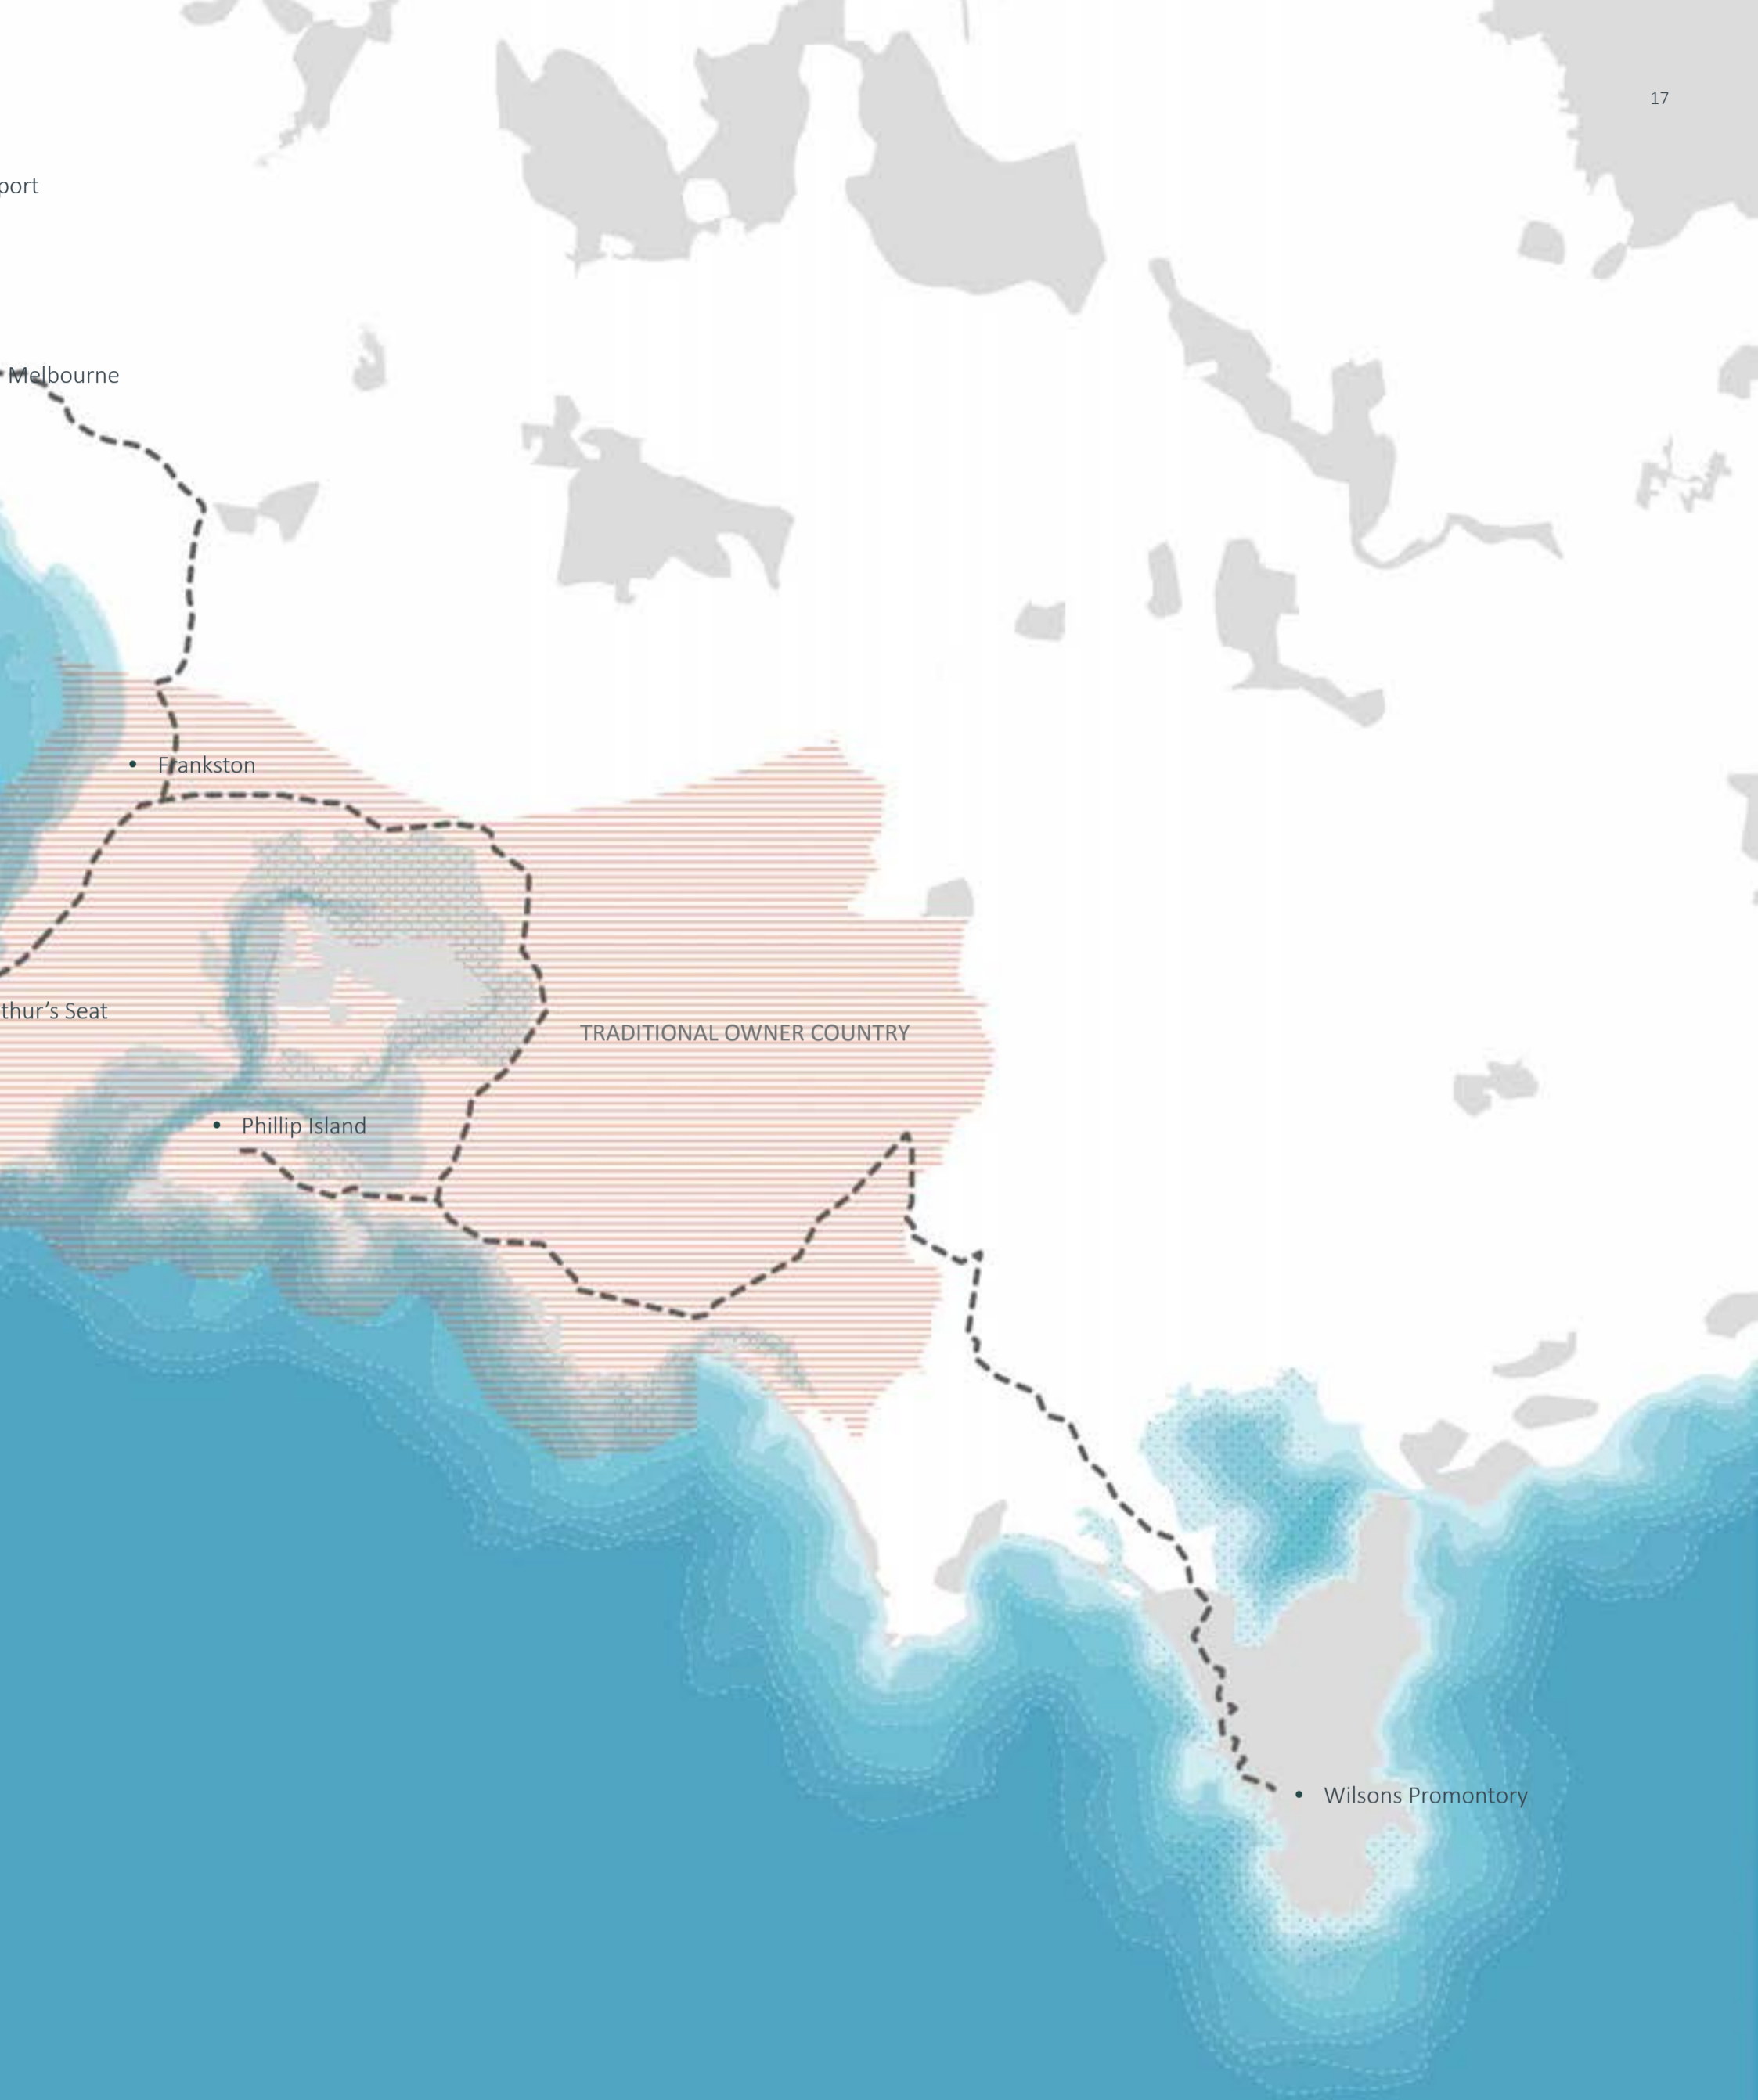 17
port
Melbourne
Frankston
thur’s Seat
TRADITIONAL OWNER COUNTRY
Phillip Island
Wilsons Promontory